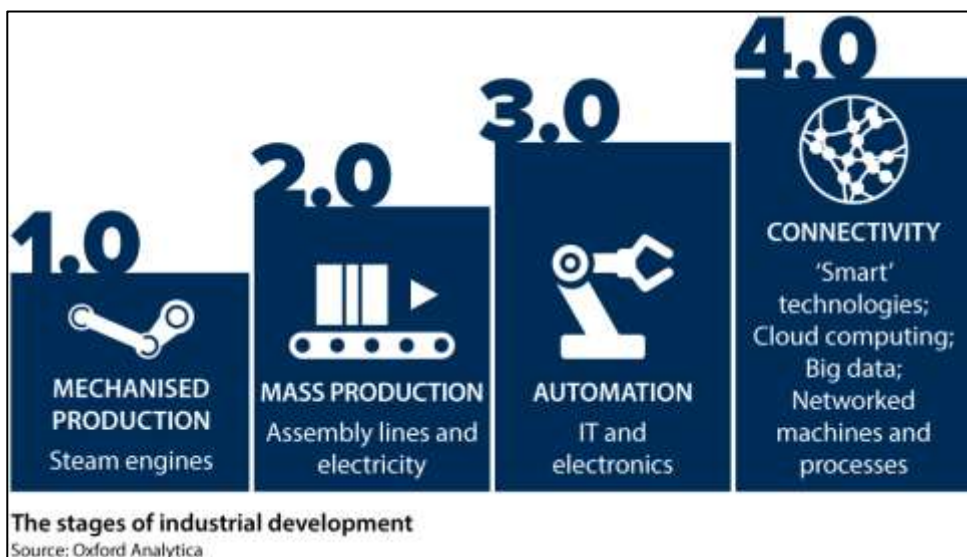 1.0
MECHANISED
PRODUCTION
Steam engines
2.0
MASS PRODUCTION
Assembly lines and
electricity
3.0
AUTOMATION
IT and
electronics
4.0
CONNECTIVITY
‘Smart’
technologies;
Cloud computing;
Big data;
Networked
machines and
processes
The stages of industrial development
Source: Oxford Analytica